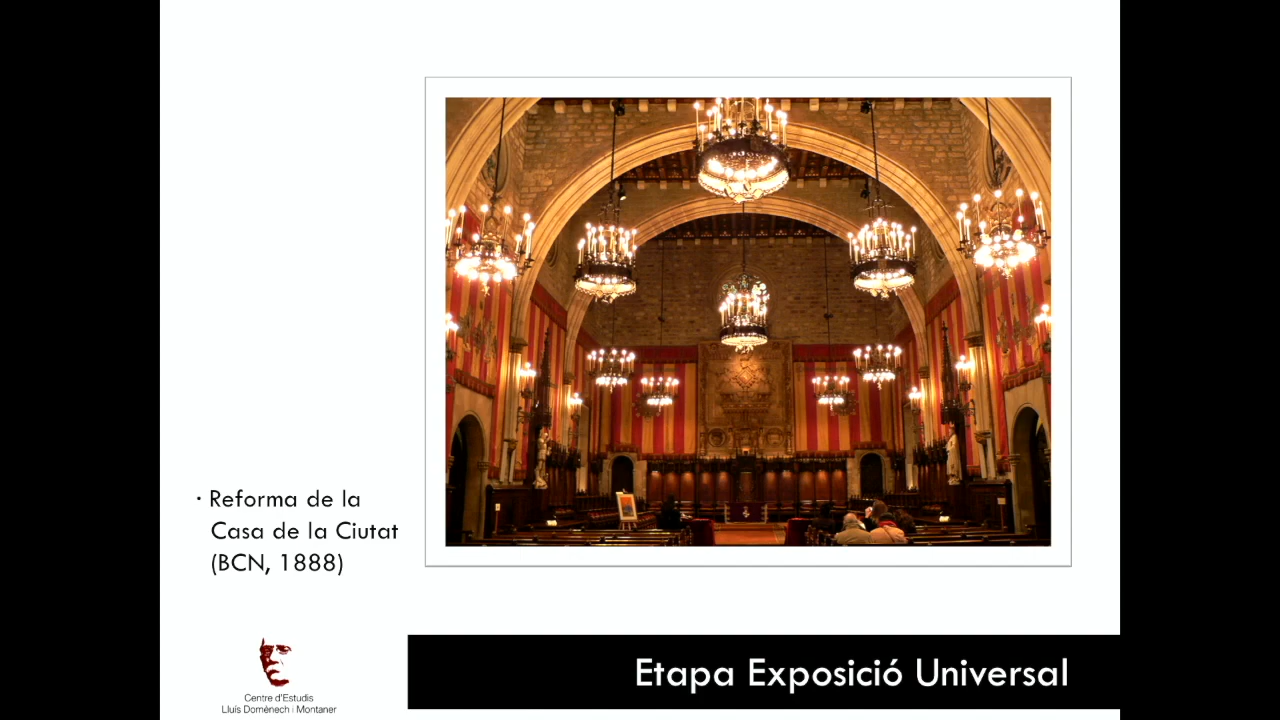 · Reforma de la
Casa de la Ciutat
(BCN, 1888)
Etapa Exposició Universal
Centre d'Estudis
Lluís Domènech i Montaner